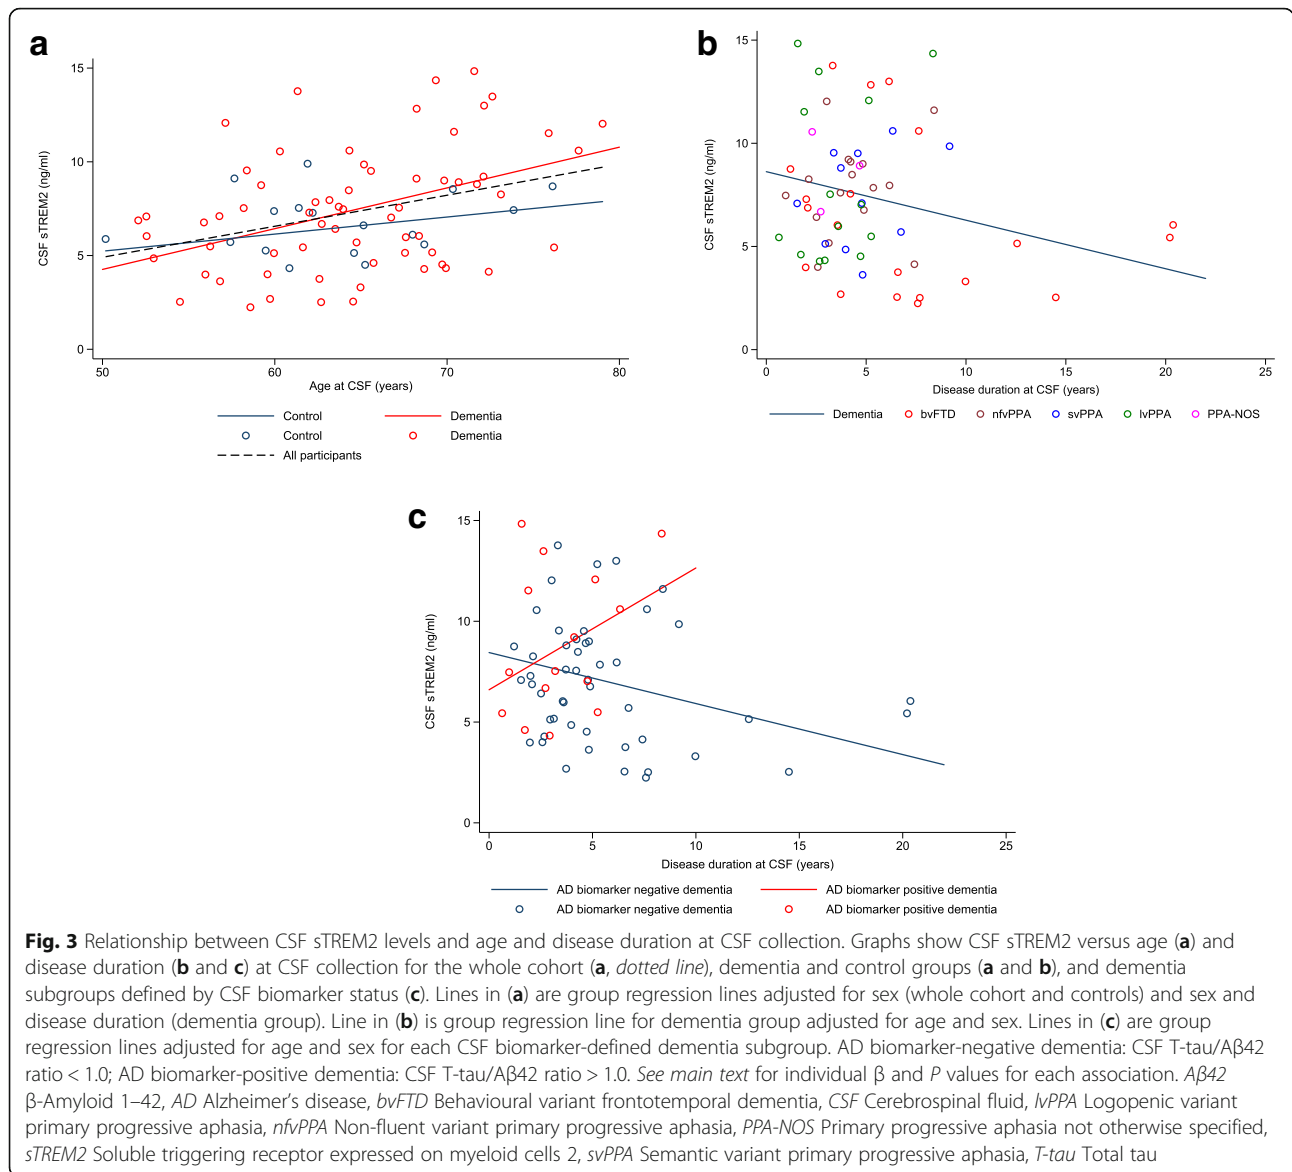 a
CSF sTREM2 (ng/ml)
15
10
5
0
50 60 70 80
Age at CSF (years)
Control Dementia
Control Dementia
All participants
b
CSF sTREM2 (ng/ml)
15
10
5
0
0 5 10 15 20 25
Disease duration at CSF (years)
Dementia bvFTD nfvPPA svPPA lvPPA PPA-NOS
c
CSF sTREM2 (ng/ml)
15
10
5
0
0 5 10 15 20 25
Disease duration at CSF (years)
AD biomarker negative dementia AD biomarker positive dementia
AD biomarker negative dementia AD biomarker positive dementia
Fig. 3 Relationship between CSF sTREM2 levels and age and disease duration at CSF collection. Graphs show CSF sTREM2 versus age (a) and
disease duration (b and c) at CSF collection for the whole cohort (a, dotted line), dementia and control groups (a and b), and dementia
subgroups defined by CSF biomarker status (c). Lines in (a) are group regression lines adjusted for sex (whole cohort and controls) and sex and
disease duration (dementia group). Line in (b) is group regression line for dementia group adjusted for age and sex. Lines in (c) are group
regression lines adjusted for age and sex for each CSF biomarker-defined dementia subgroup. AD biomarker-negative dementia: CSF T-tau/Aβ42
ratio < 1.0; AD biomarker-positive dementia: CSF T-tau/Aβ42 ratio > 1.0. See main text for individual β and P values for each association. Aβ42
β-Amyloid 1–42, AD Alzheimer's disease, bvFTD Behavioural variant frontotemporal dementia, CSF Cerebrospinal fluid, lvPPA Logopenic variant
primary progressive aphasia, nfvPPA Non-fluent variant primary progressive aphasia, PPA-NOS Primary progressive aphasia not otherwise specified,
sTREM2 Soluble triggering receptor expressed on myeloid cells 2, svPPA Semantic variant primary progressive aphasia, T-tau Total tau